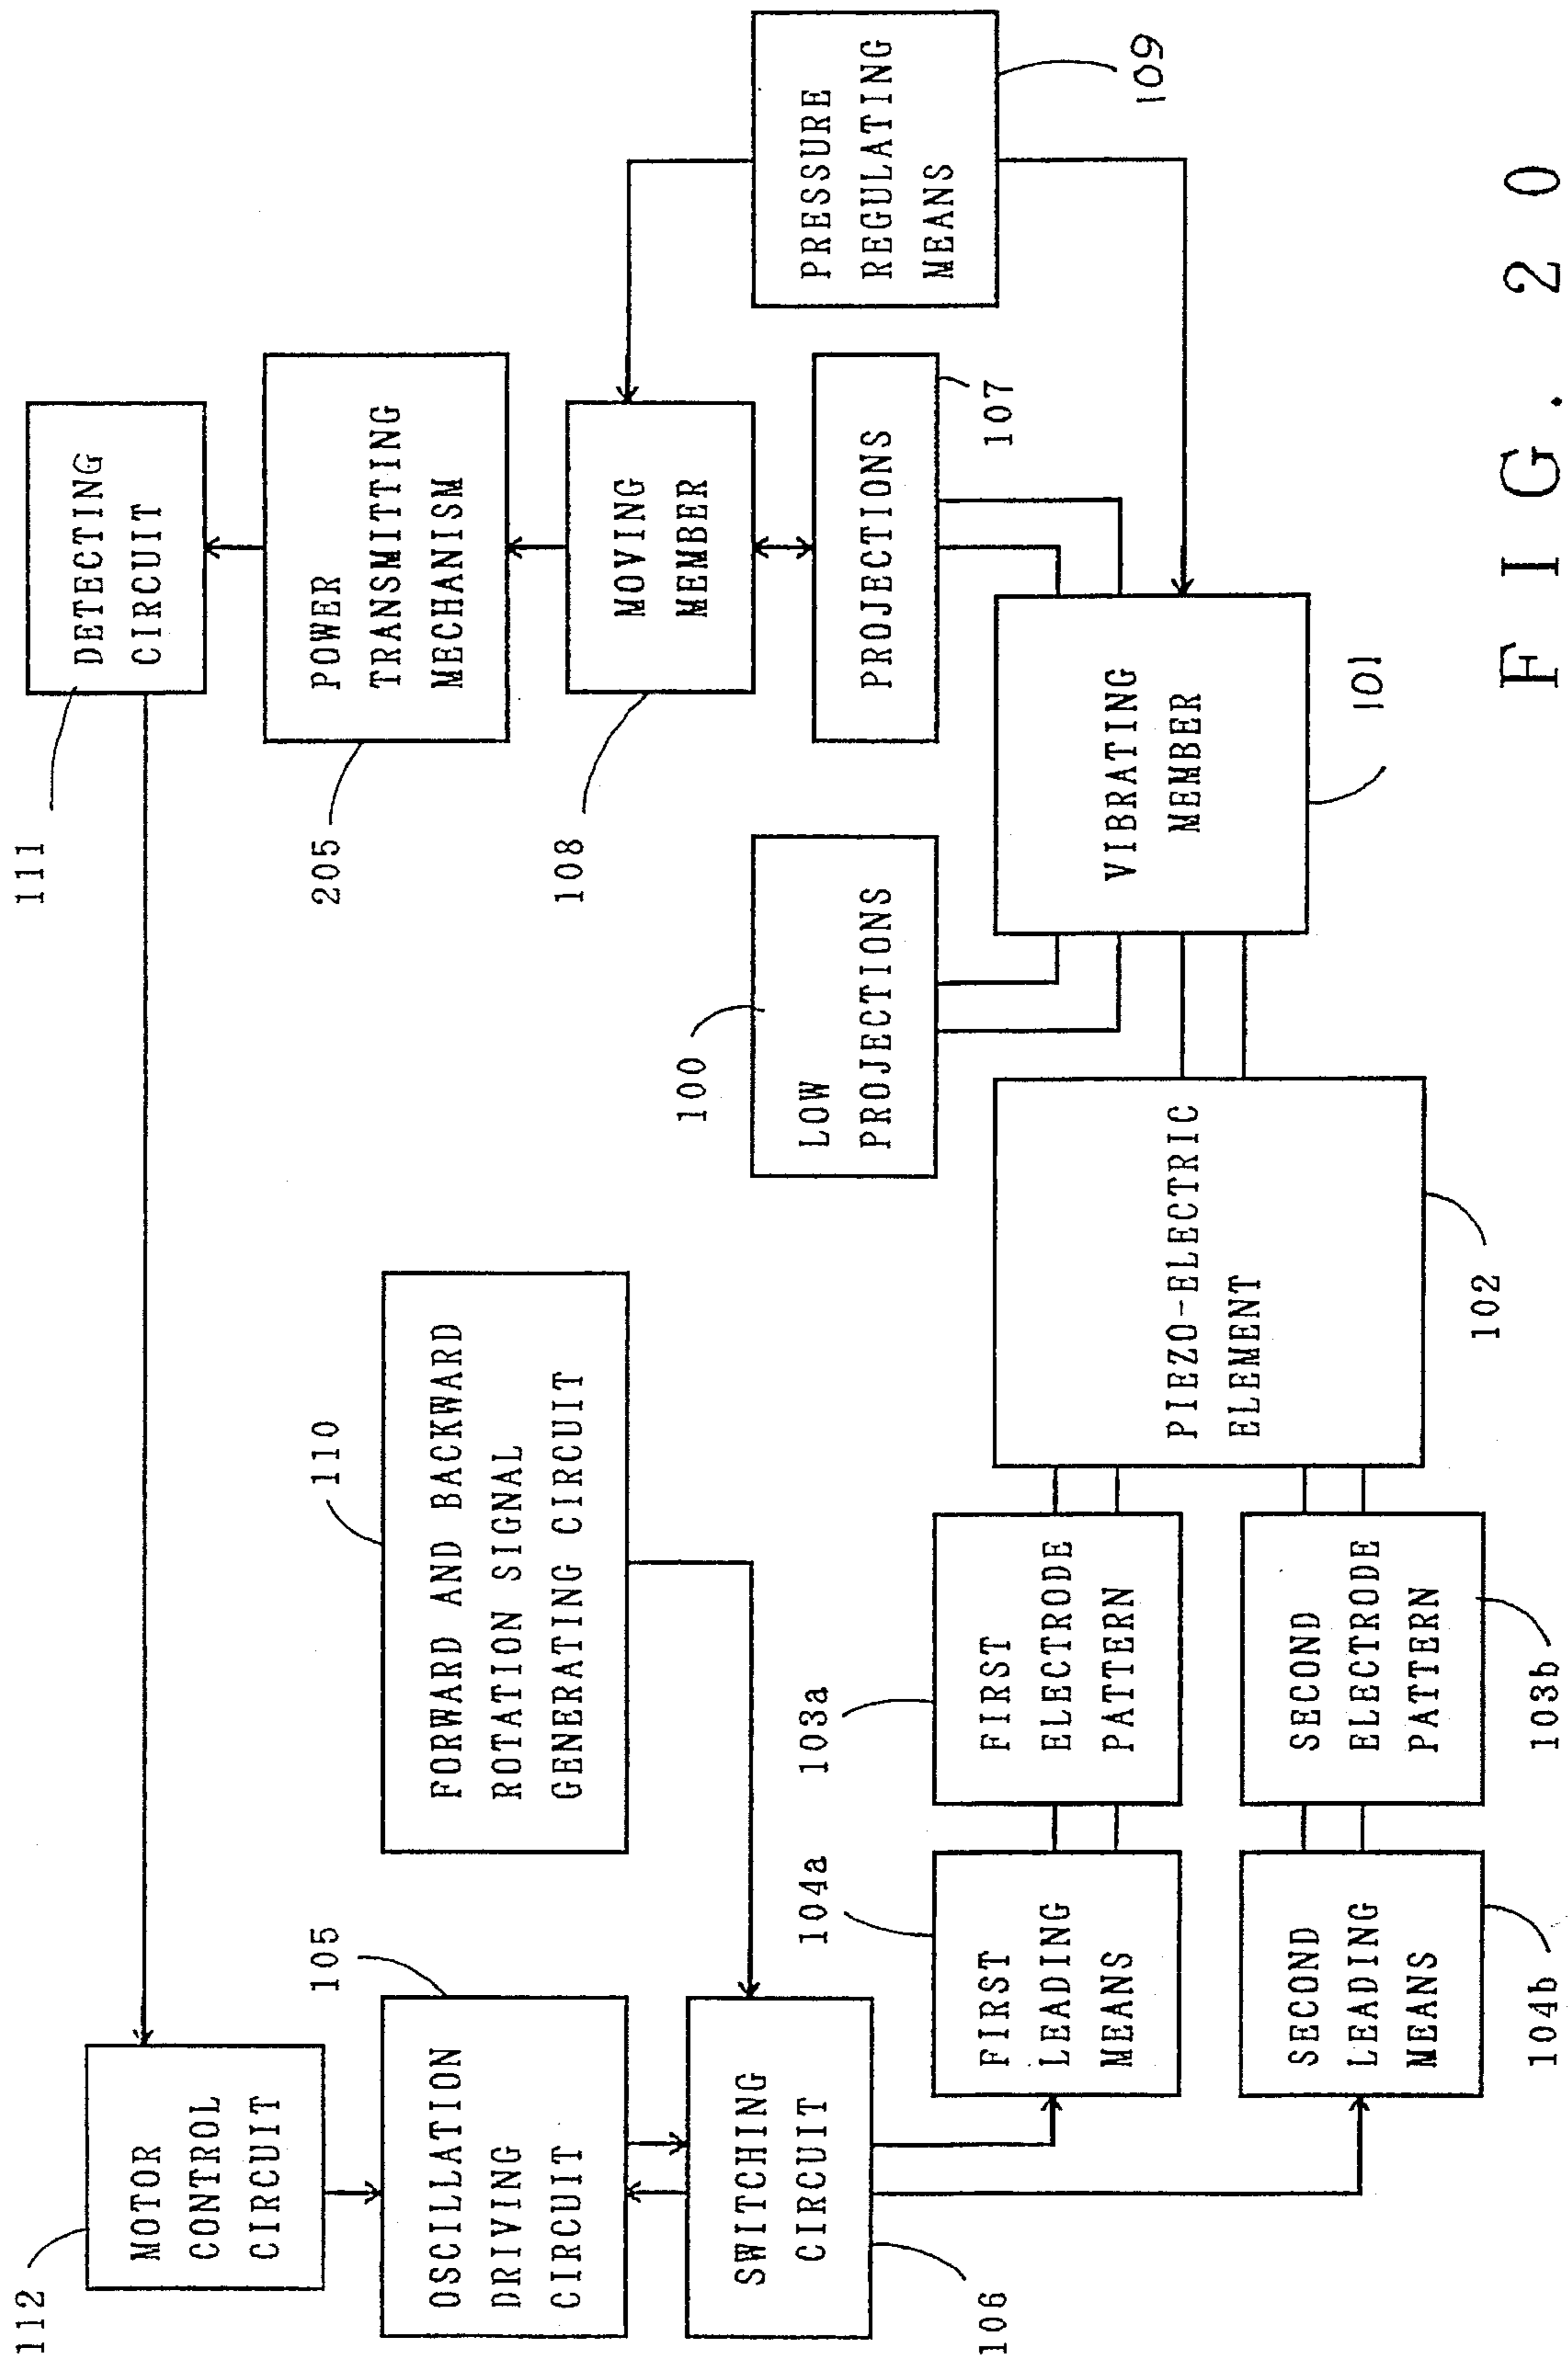 112
MOTOR
CONTROL
CIRCUIT
111
DETECTING
CIRCUIT
105
OSCILLATION
DRIVING
CIRCUIT
110
FORWARD AND BACKWARD
ROTATION SIGNAL
GENERATING CIRCUIT
205
POWER
TRANSMITTING
MECHANISM
108
MOVING
MEMBER
106
SWITCHING
CIRCUIT
100
LOW
PROJECTIONS
PROJECTIONS
107
PRESSURE
REGULATING
MEANS
109
104a
FIRST
LEADING
MEANS
103a
FIRST
ELECTRODE
PATTERN
PIEZO-ELECTRIC
ELEMENT
102
VIBRATING
MEMBER
101
SECOND
LEADING
MEANS
104b
SECOND
ELECTRODE
PATTERN
103b
FIG. 20